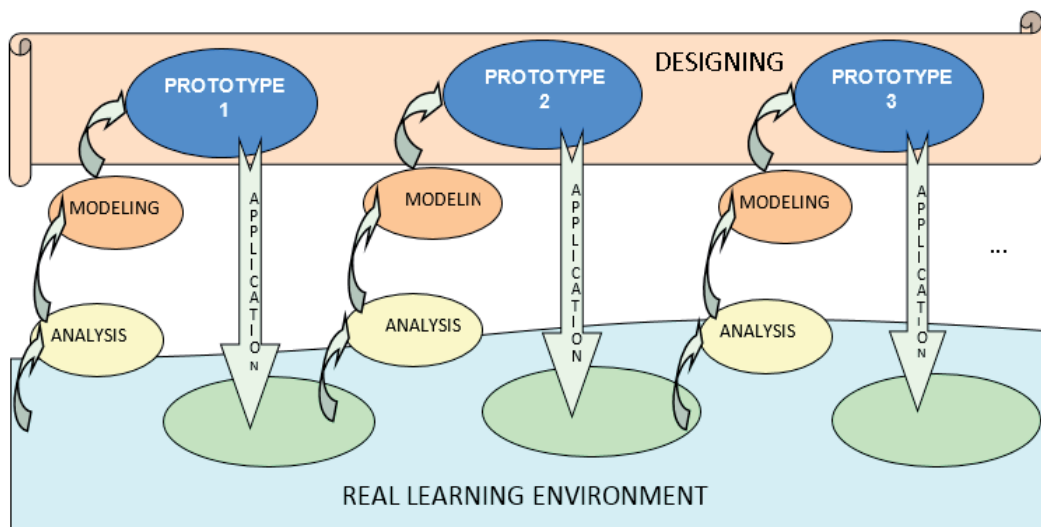 DESIGNING
PROTOTYPE
1
PROTOTYPE
2
PROTOTYPE
3
MODELING
MODELIN
MODELING
APPLICATION
APPLICATION
APPLICATION
...
ANALYSIS
ANALYSIS
ANALYSIS
REAL LEARNING ENVIRONMENT